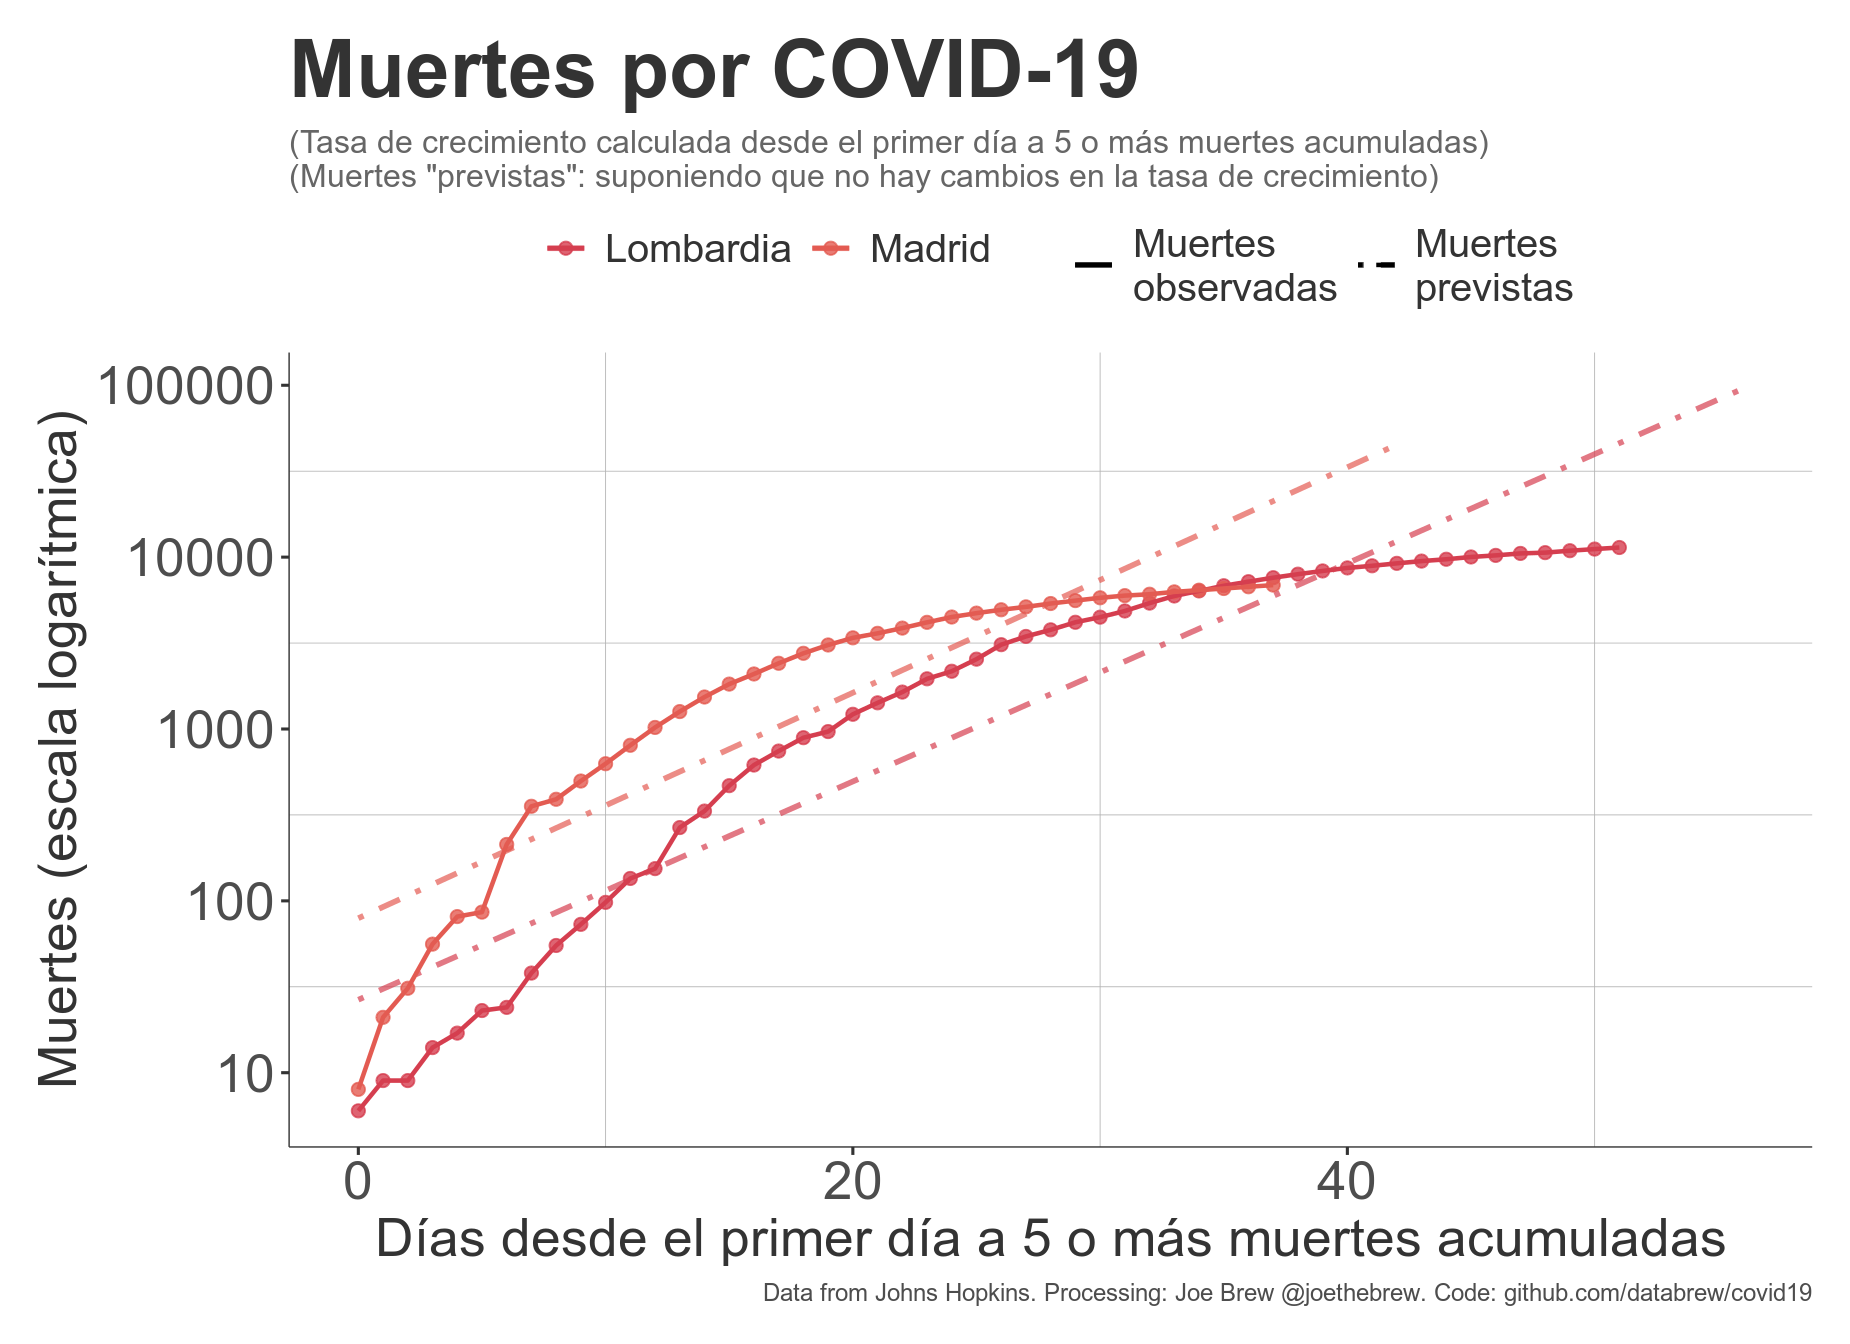 Muertes por COVID-19
(Tasa de crecimiento calculada desde el primer día a 5 o más muertes acumuladas)
(Muertes "previstas": suponiendo que no hay cambios en la tasa de crecimiento)
Lombardia Madrid
Muertes
observadas
Muertes
previstas
Muertes (escala logarítmica)
100000
10000
1000
100
10
0 20 40
Días desde el primer día a 5 o más muertes acumuladas
Data from Johns Hopkins. Processing: Joe Brew @joethebrew. Code: github.com/databrew/covid19